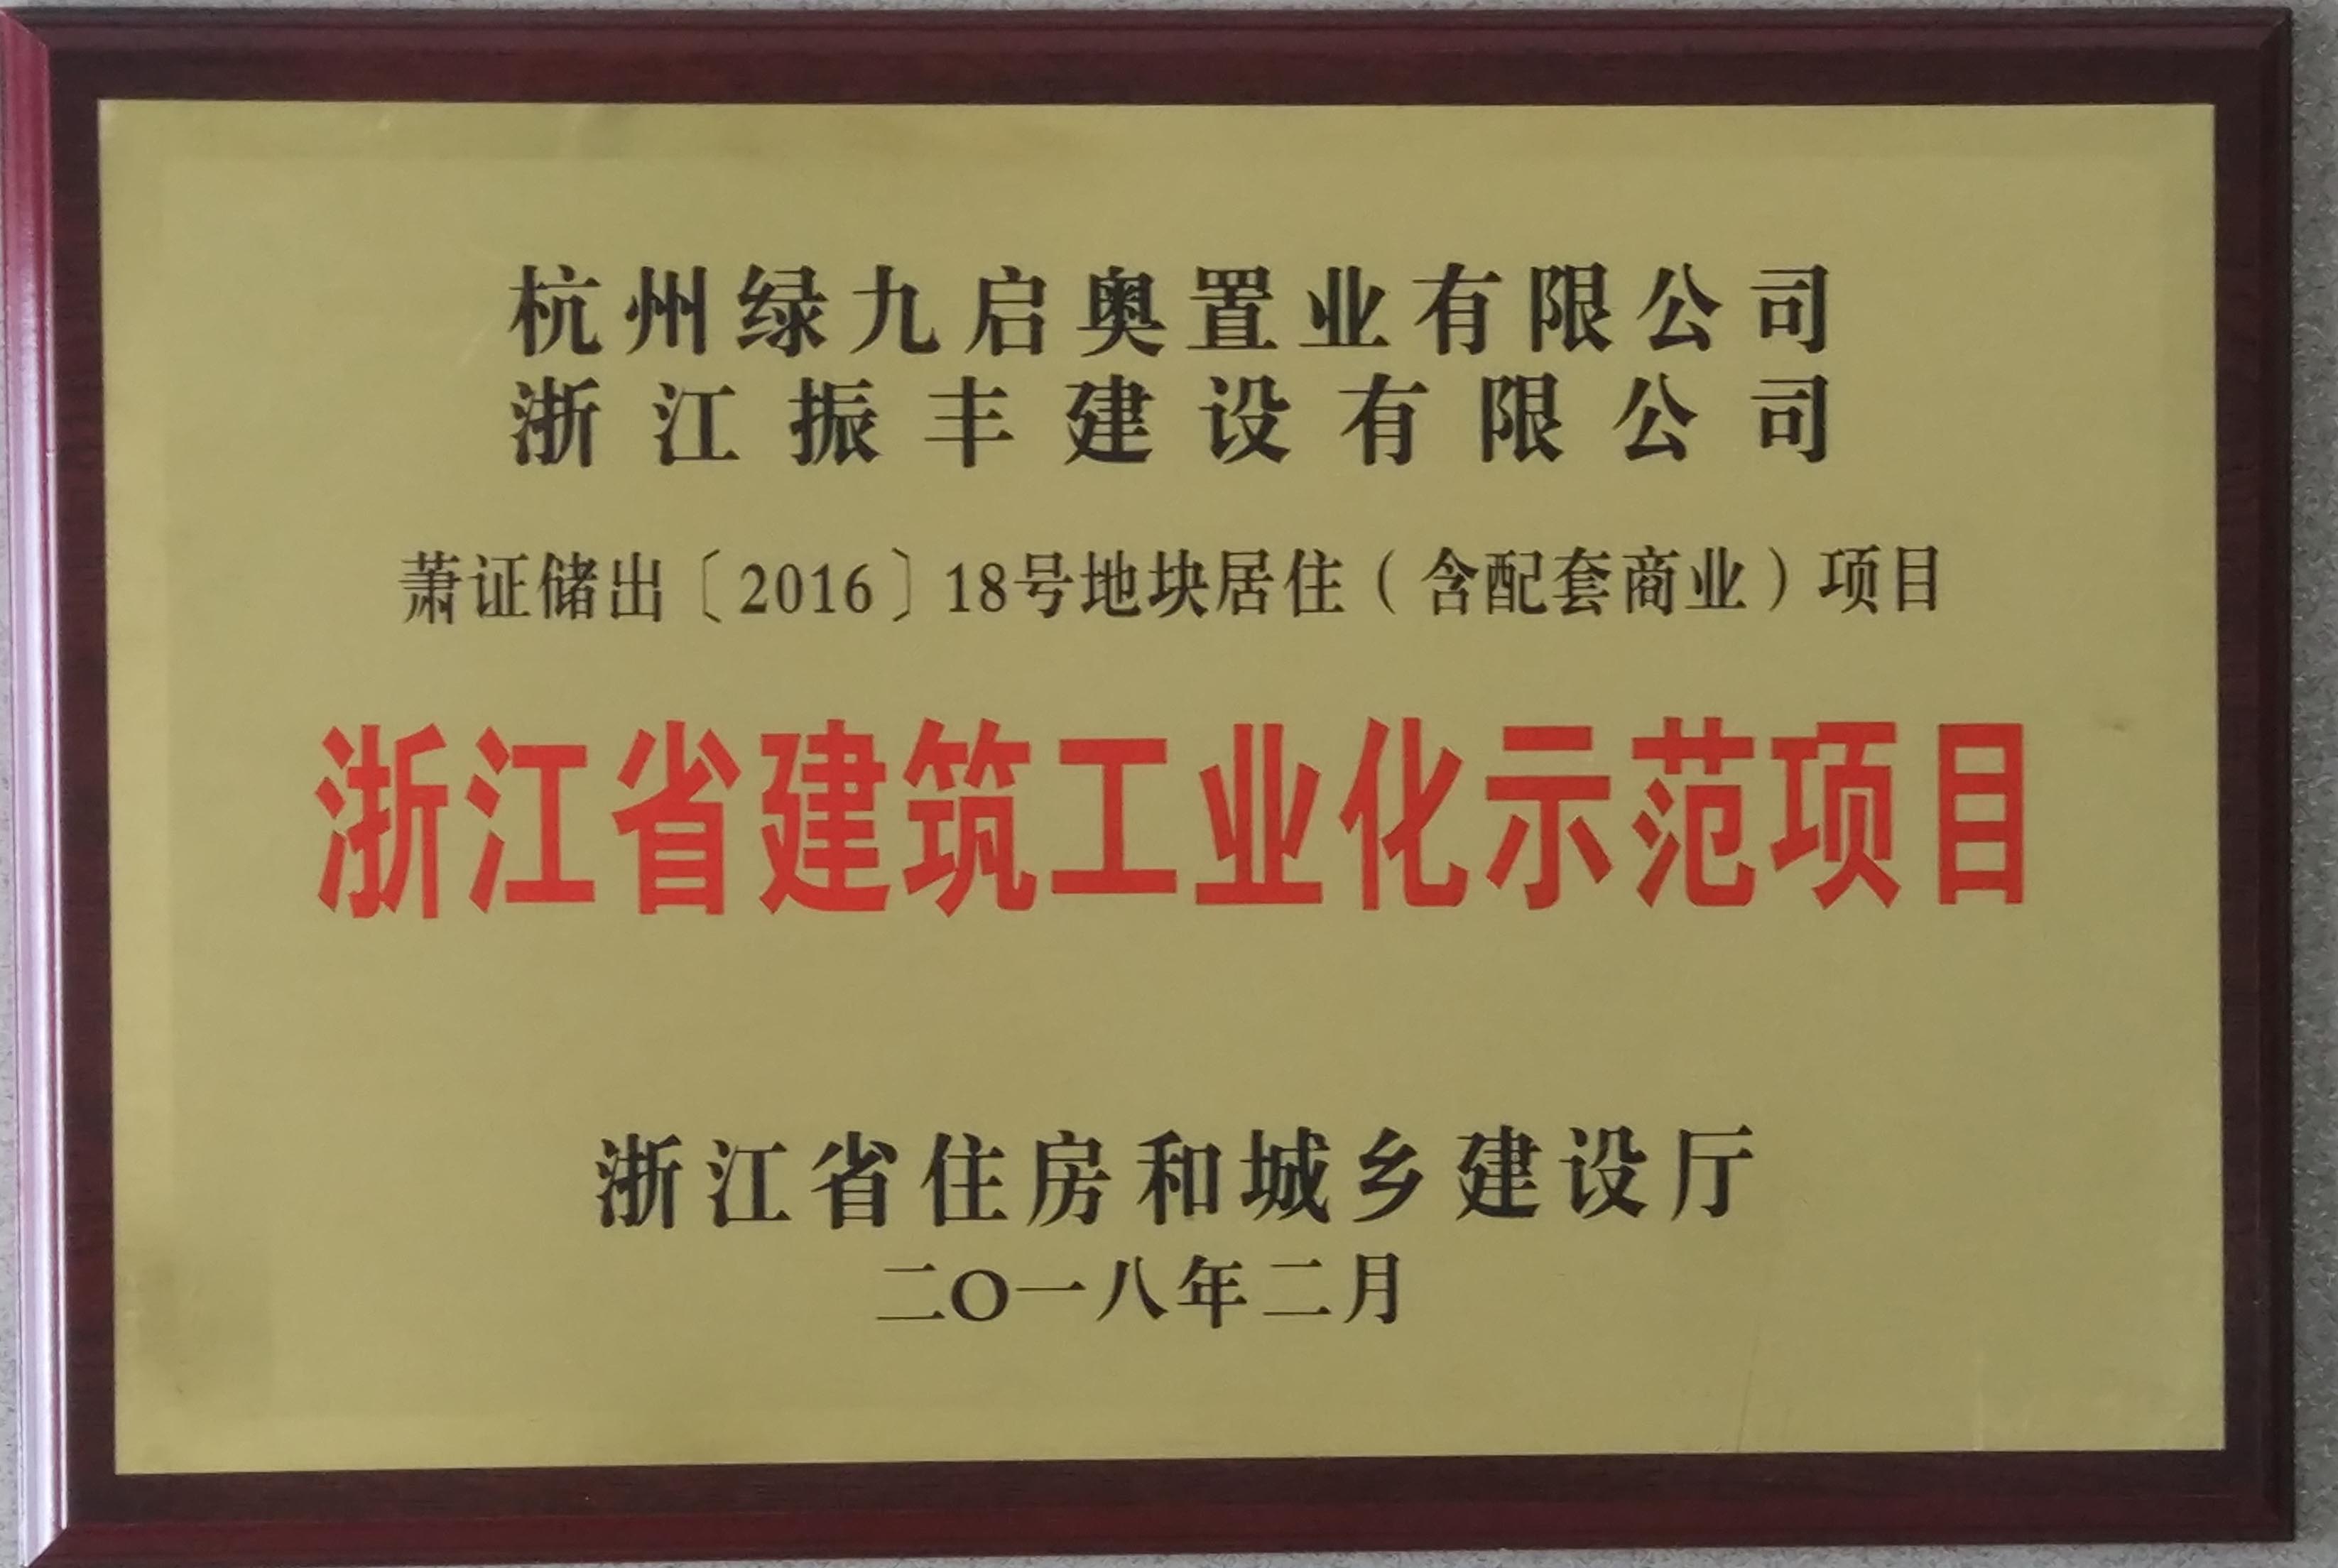 杭州绿九启奥置业有限公司
浙江振丰建设有限公司
萧证储出〔2016〕18号地块居住（含配套商业）项目
浙江省建筑工业化示范项目
浙江省住房和城乡建设厅
二〇一八年二月